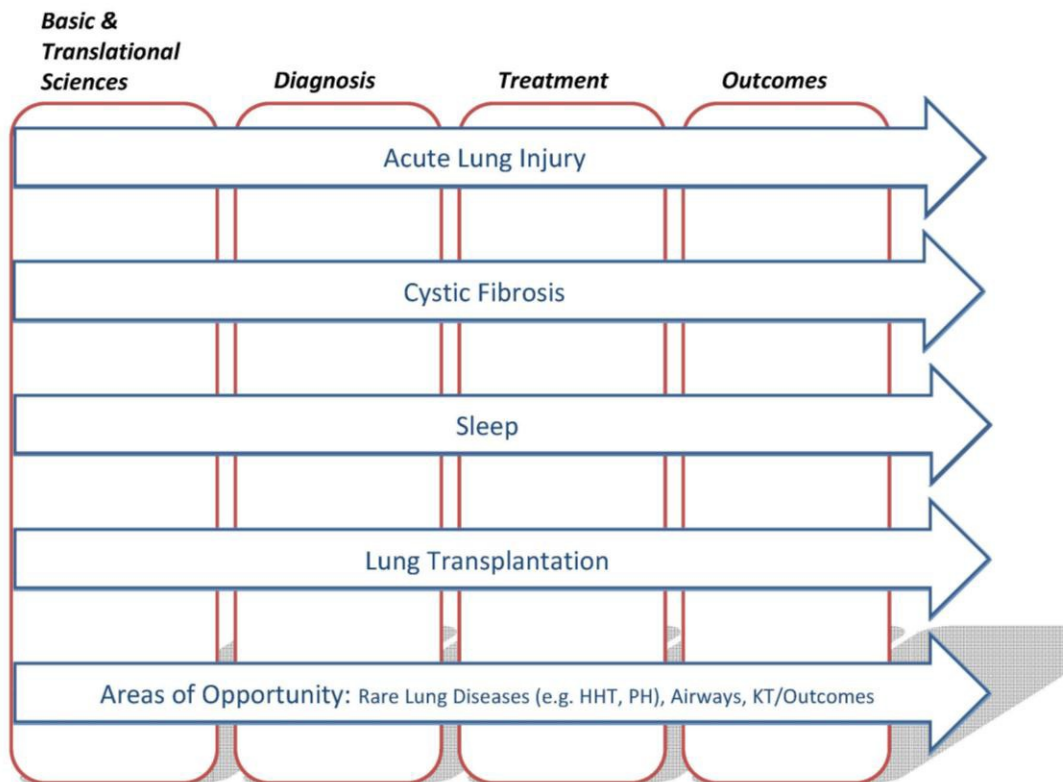 Basic &
Translational
Sciences
Diagnosis
Treatment
Outcomes
Acute Lung Injury
Cystic Fibrosis
Sleep
Lung Transplantation
Areas of Opportunity: Rare Lung Diseases (e.g. HHT, PH), Airways, KT/Outcomes